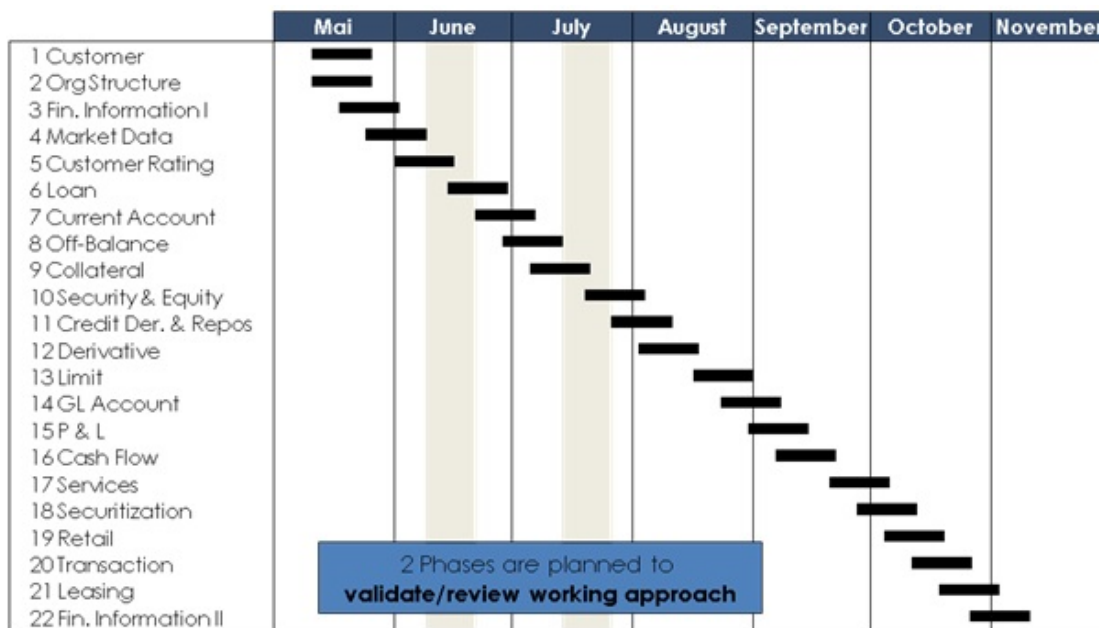 Mai June July August September October November
1 Customer
2 Org Structure
3 Fin. Information I
4 Market Data
5 Customer Rating
6 Loan
7 Current Account
8 Off-Balance
9 Collateral
10 Security & Equity
11 Credit Der. & Repos
12 Derivative
13 Limit
14 GL Account
15 P & L
16 Cash Flow
17 Services
18 Securitization
19 Retail
20 Transaction
21 Leasing
22 Fin. Information II
2 Phases are planned to
validate/review working approach